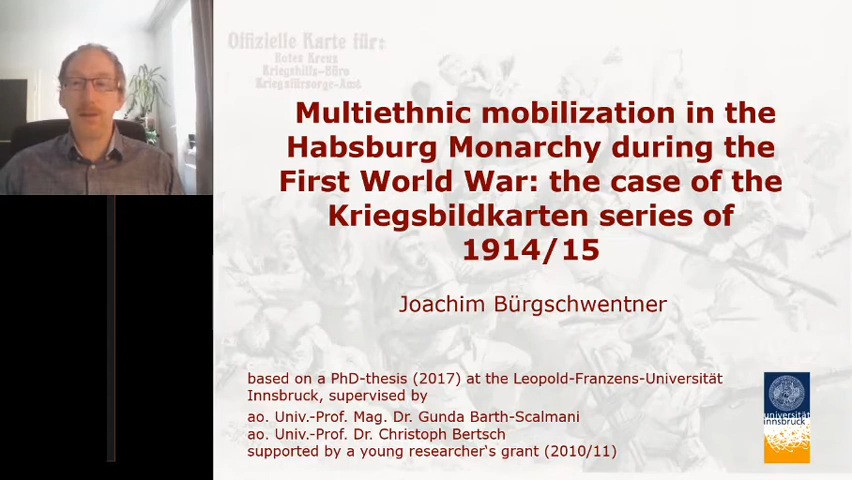 Offizielle Karte für:
Rotes Kreuz
Kriegshilfs-Büro
Kriegsfürsorge-Amt
Multiethnic mobilization in the
Habsburg Monarchy during the
First World War: the case of the
Kriegsbildkarten series of
1914/15
Joachim Bürgschwentner
based on a PhD-thesis (2017) at the Leopold-Franzens-Universität
Innsbruck, supervised by
ao. Univ.-Prof. Mag. Dr. Gunda Barth-Scalmani
ao. Univ.-Prof. Dr. Christoph Bertsch
supported by a young researcher‘s grant (2010/11)
universität
innsbruck